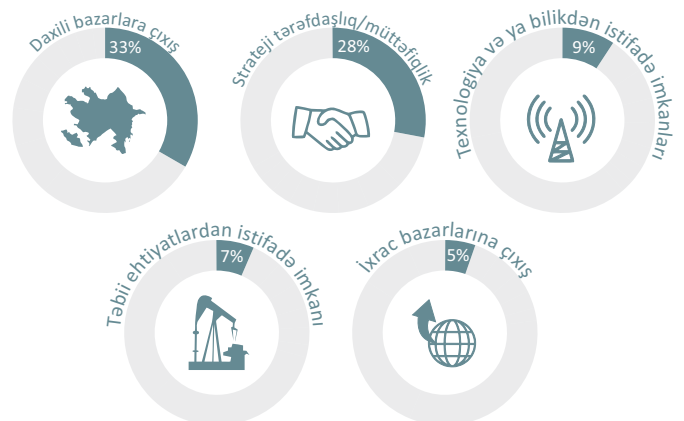 Daxili bazarlara çıxış
33%
Strateji tərəfdaşlıq/müttəfiqlik
28%
Texnologiya və ya bilikdən istifadə imkanları
9%
Təbii ehtiyatlardan istifadə imkanı
7%
İxrac bazarlarına çıxış
5%